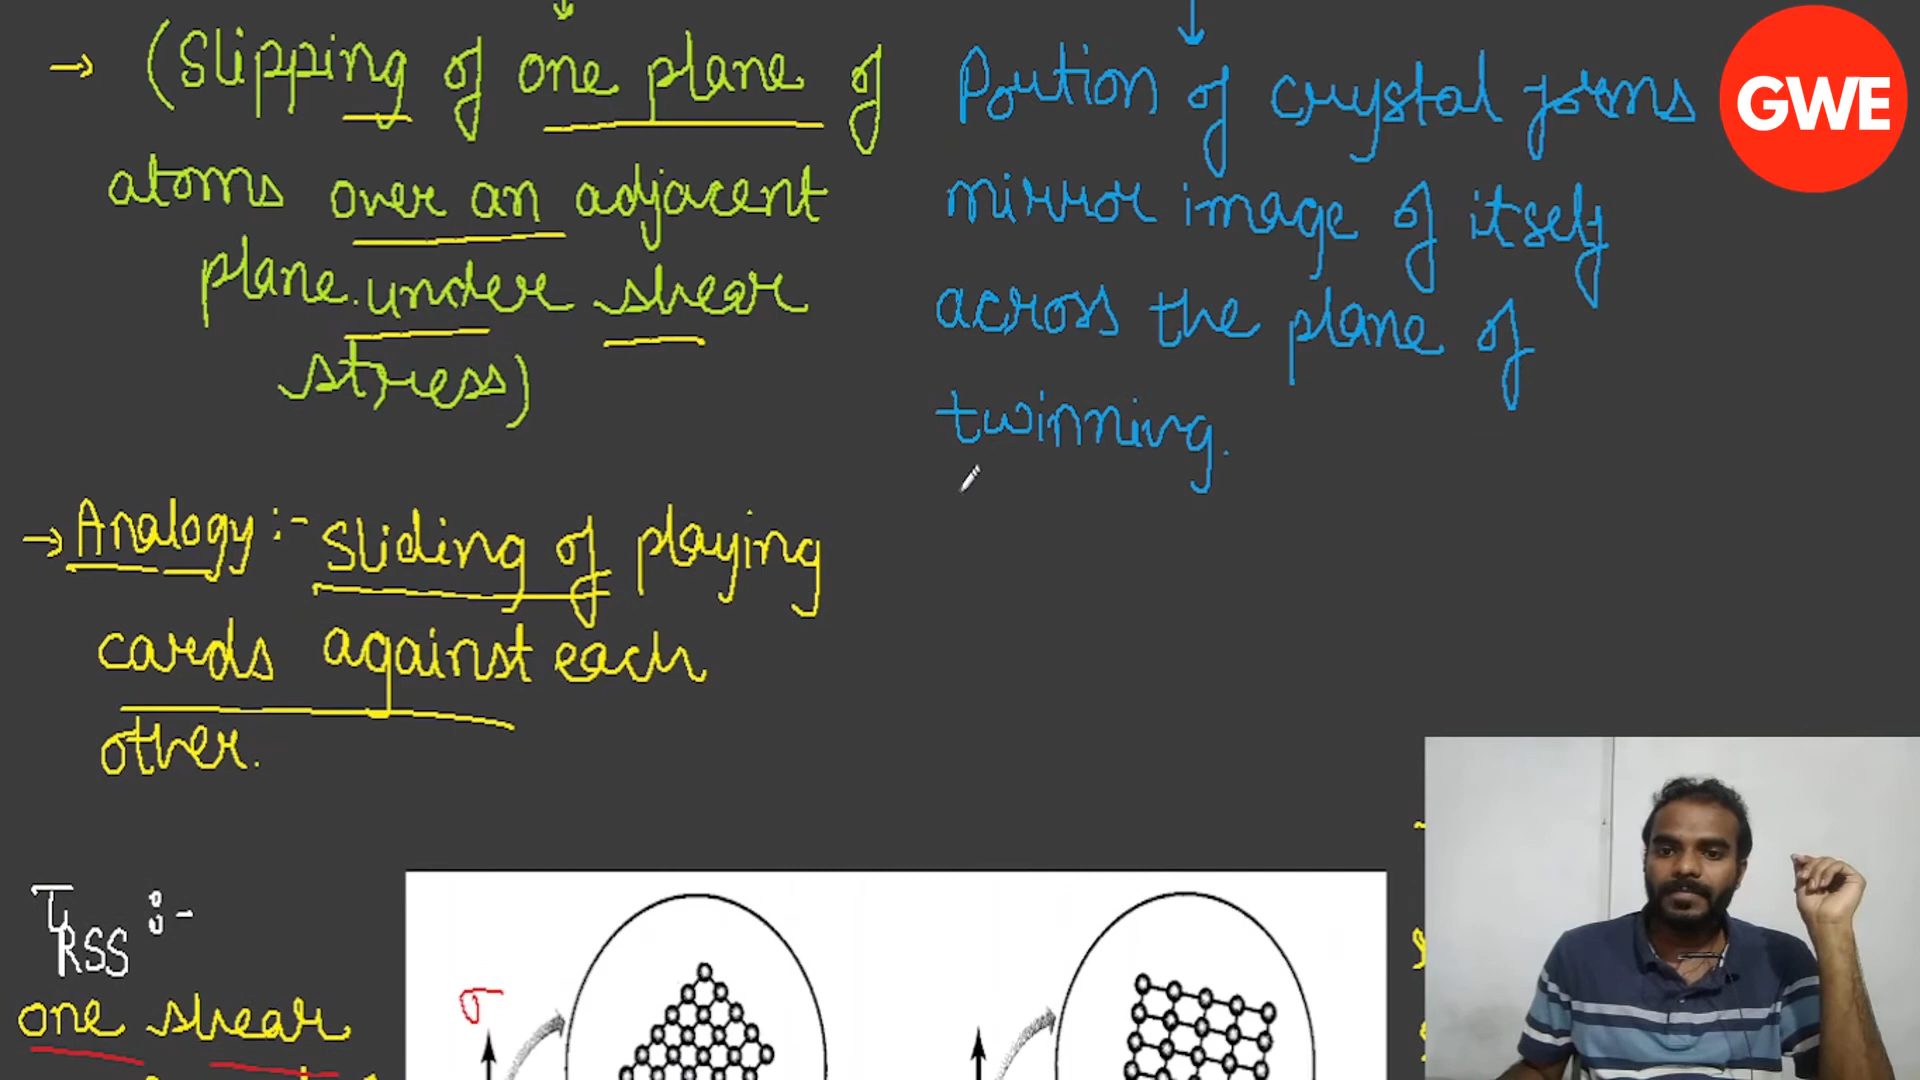 → (Slipping of one plane of
atoms over an adjacent
plane under shear
stress)
Portion of crystal forms
mirror image of itself
across the plane of
twinning.
GWE
→ Analogy :- Sliding of playing
cards against each
other.
τRSS :-
one shear
σ